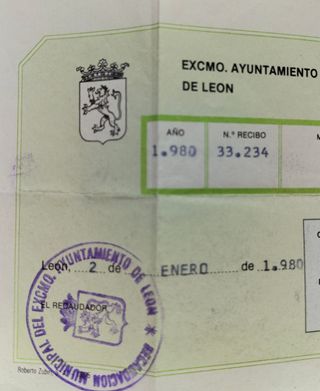 EXCMO. AYUNTAMIENTO
DE LEON
AÑO
N.º RECIBO
1.980
33.234
León, 2 de ENERO de 1.980
EL RECAUDADOR
RECAUDACION MUNICIPAL DEL EXCMO. AYUNTAMIENTO DE LEON *
Roberto